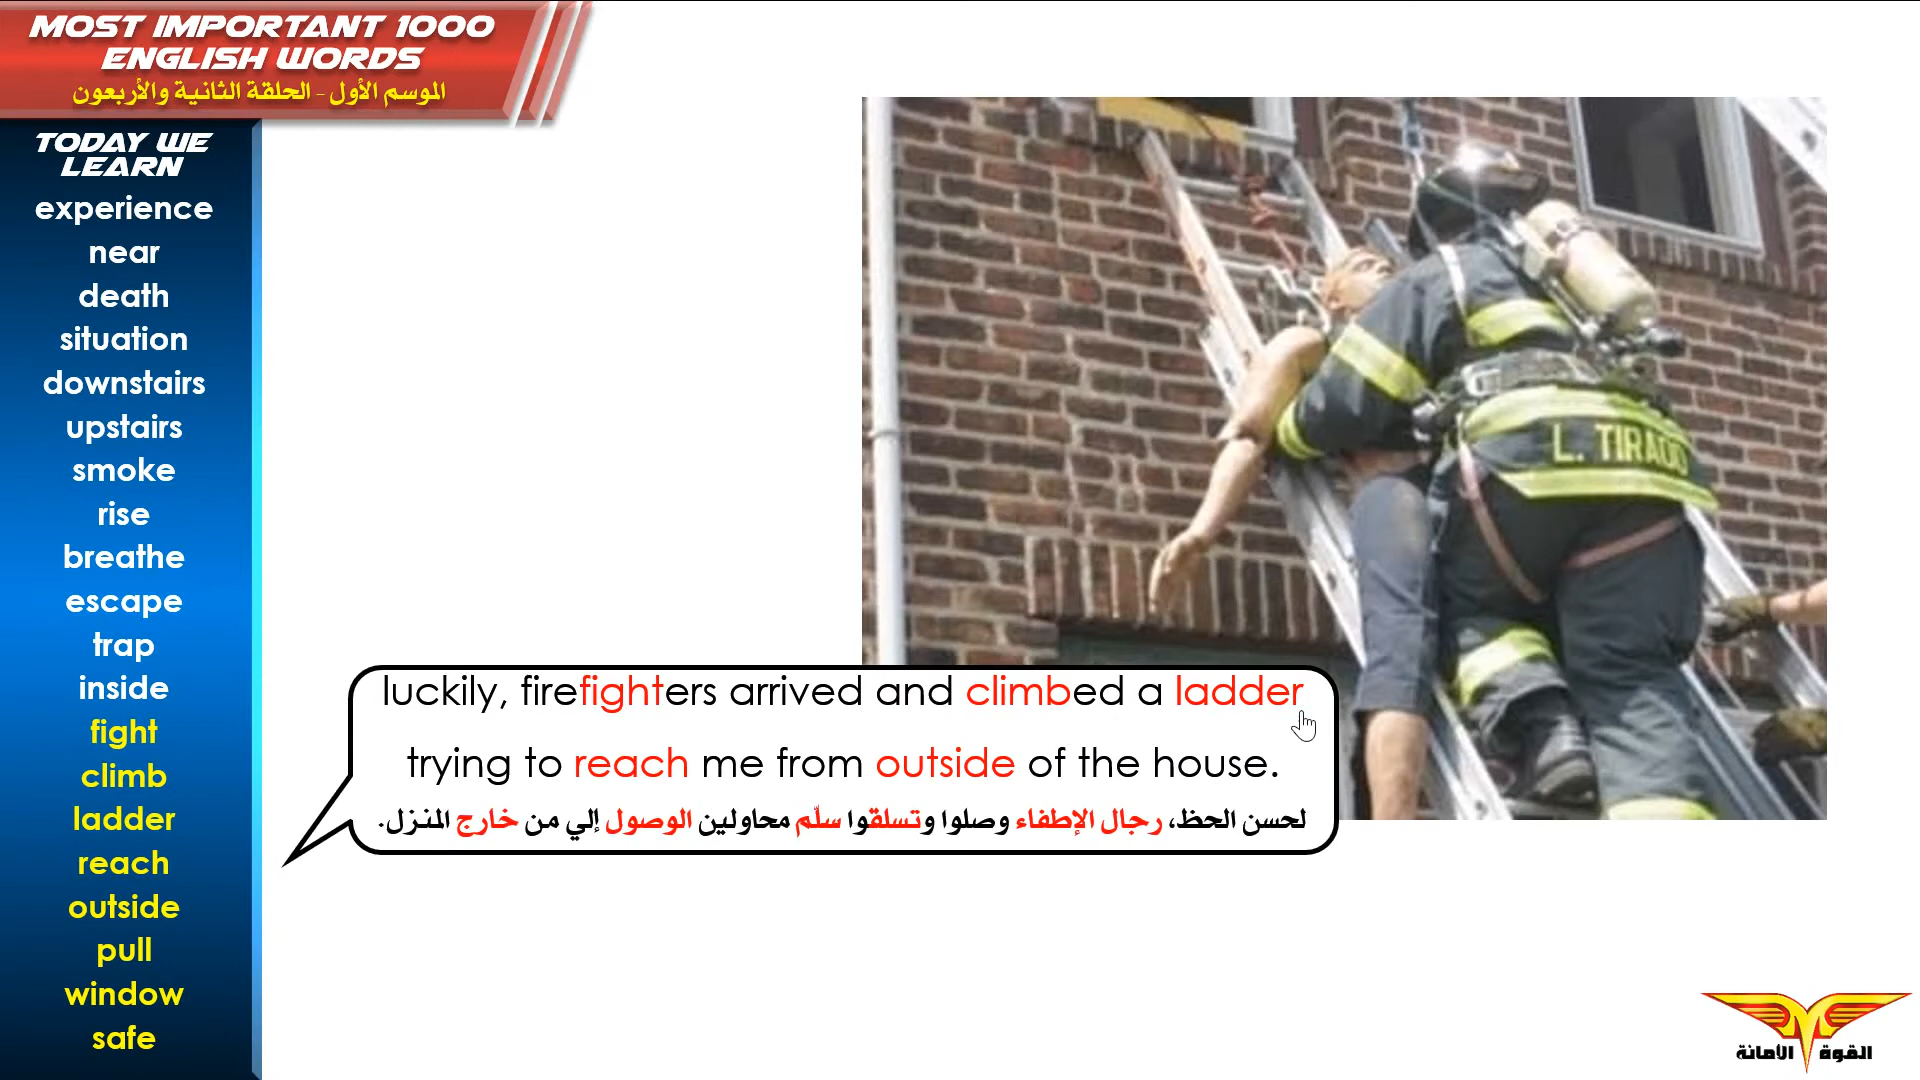 MOST IMPORTANT 1000
ENGLISH WORDS
الموسم الأول - الحلقة الثانية والأربعون
TODAY WE
LEARN
experience
near
death
situation
downstairs
upstairs
smoke
rise
breathe
escape
trap
inside
fight
climb
ladder
reach
outside
pull
window
safe
L. TIRADO
luckily, firefighters arrived and climbed a ladder
trying to reach me from outside of the house.
لحسن الحظ، رجال الإطفاء وصلوا وتسلقوا سلّم محاولين الوصول إلي من خارج المنزل.
القوة الأمانة